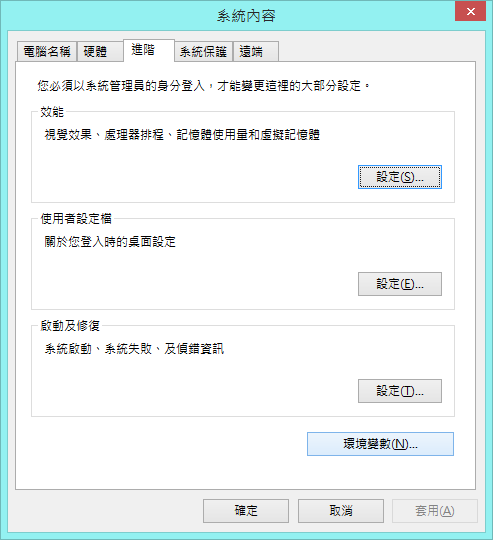 系統內容
電腦名稱 硬體 進階 系統保護 遠端
您必須以系統管理員的身分登入，才能變更這裡的大部分設定。
效能
視覺效果、處理器排程、記憶體使用量和虛擬記憶體
設定(S)...
使用者設定檔
關於您登入時的桌面設定
設定(E)...
啟動及修復
系統啟動、系統失敗、及偵錯資訊
設定(T)...
環境變數(N)...
確定 取消 套用(A)